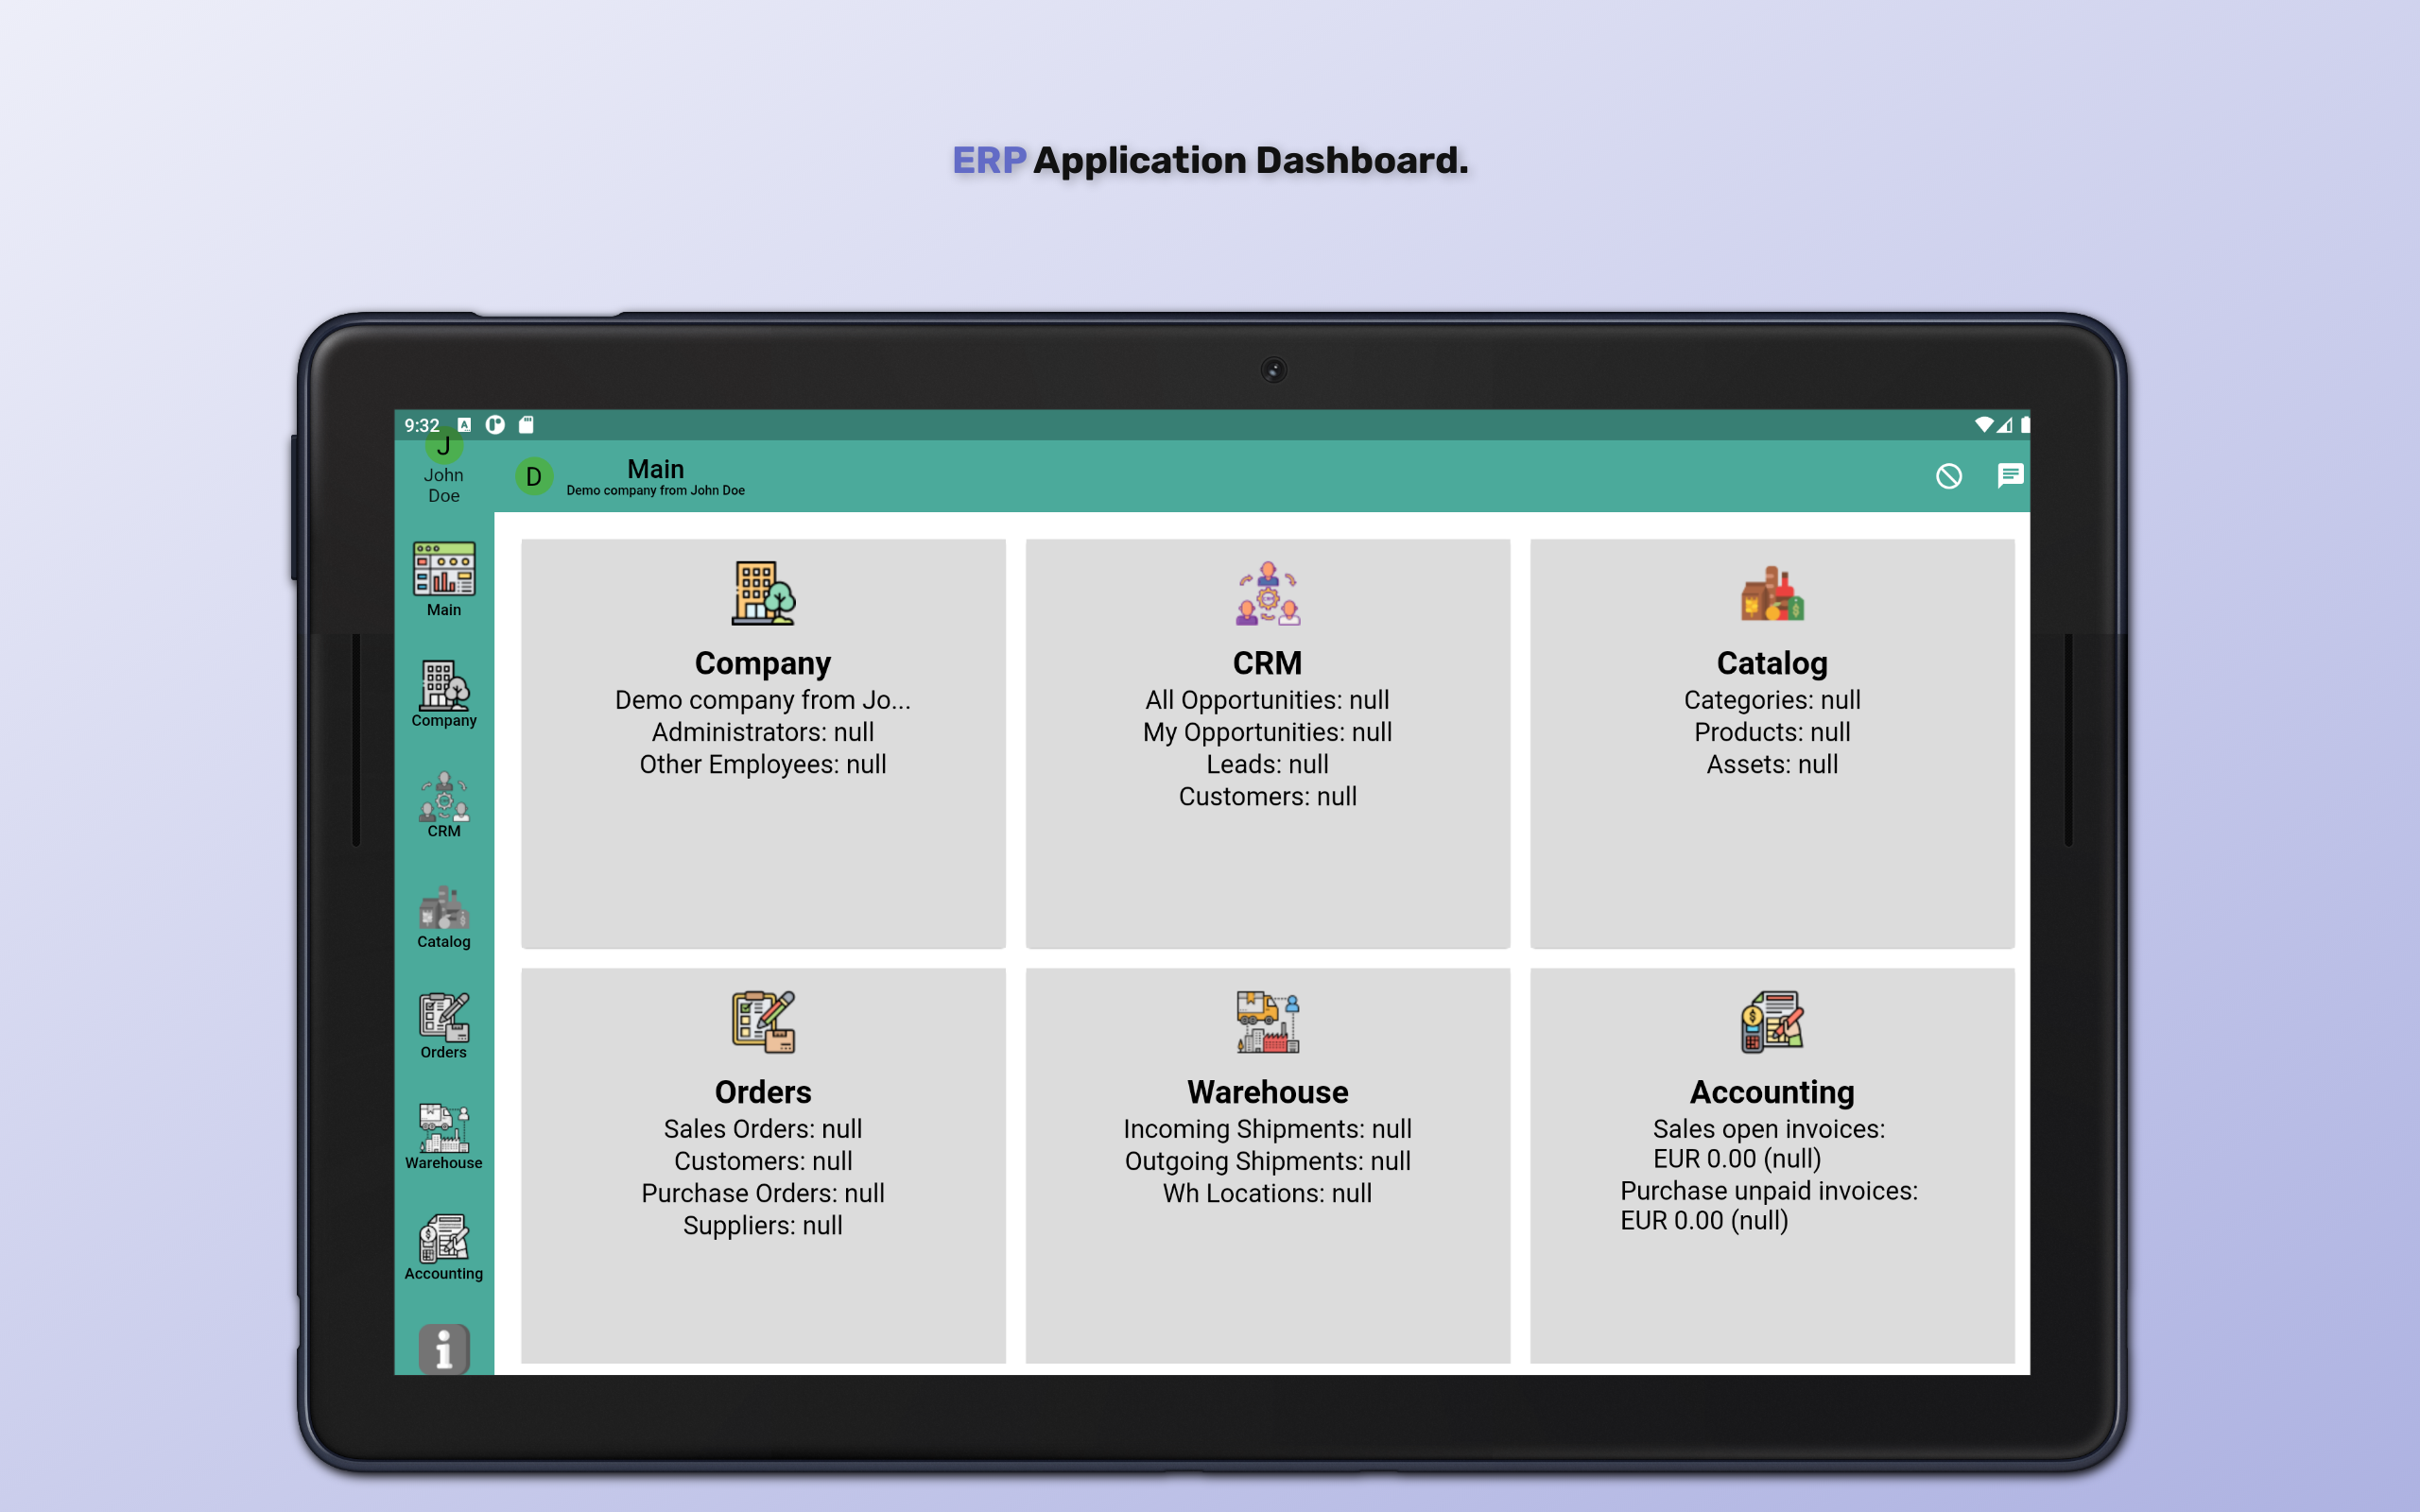 ERP Application Dashboard.
9:32
J
John
Doe
D
Main
Demo company from John Doe
Main
Company
CRM
Catalog
Orders
Warehouse
Accounting
Company
Demo company from Jo...
Administrators: null
Other Employees: null
CRM
All Opportunities: null
My Opportunities: null
Leads: null
Customers: null
Catalog
Categories: null
Products: null
Assets: null
Orders
Sales Orders: null
Customers: null
Purchase Orders: null
Suppliers: null
Warehouse
Incoming Shipments: null
Outgoing Shipments: null
Wh Locations: null
Accounting
Sales open invoices:
EUR 0.00 (null)
Purchase unpaid invoices:
EUR 0.00 (null)